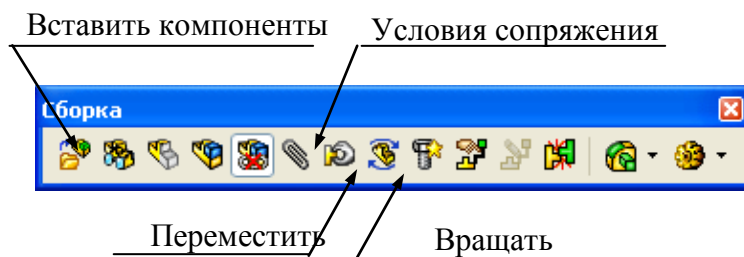 Вставить компоненты
Условия сопряжения
Сборка
Переместить
Вращать